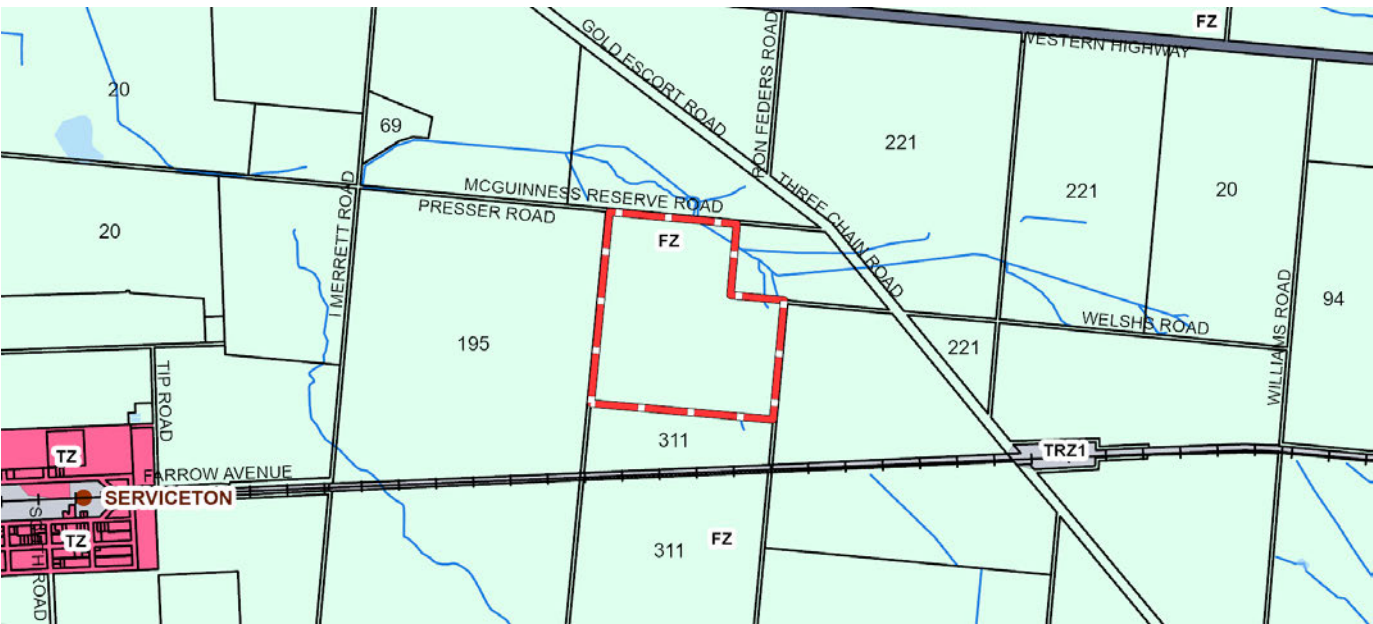 FZ
WESTERN HIGHWAY
GOLD ESCORT ROAD
RON FEDERS ROAD
20
69
221
221
20
MCGUINNESS RESERVE ROAD
THREE CHAIN ROAD
PRESSER ROAD
20
FZ
I MERRETT ROAD
WILLIAMS ROAD
94
WELSHS ROAD
195
221
TIP ROAD
311
TRZ1
TZ
FARROW AVENUE
SERVICETON
TZ
311
FZ